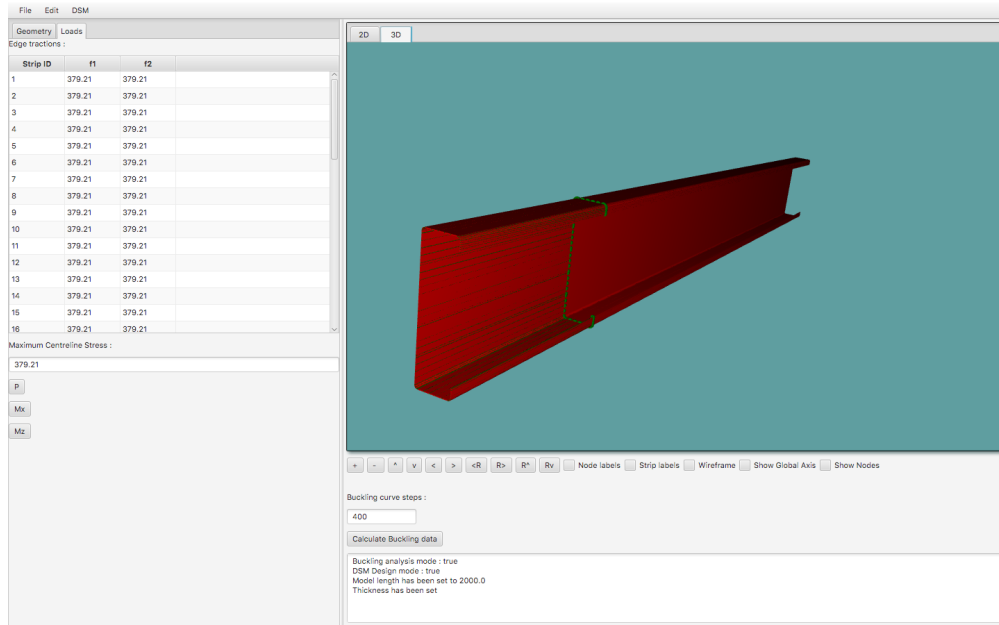 File Edit DSM
Geometry Loads
Edge tractions :
Strip ID f1 f2
1 379.21 379.21
2 379.21 379.21
3 379.21 379.21
4 379.21 379.21
5 379.21 379.21
6 379.21 379.21
7 379.21 379.21
8 379.21 379.21
9 379.21 379.21
10 379.21 379.21
11 379.21 379.21
12 379.21 379.21
13 379.21 379.21
14 379.21 379.21
15 379.21 379.21
16 379.21 379.21
Maximum Centreline Stress :
379.21
P
Mx
Mz
2D 3D
+ - ^ v < > <R R> R^ Rv Node labels Strip labels Wireframe Show Global Axis Show Nodes
Buckling curve steps :
400
Calculate Buckling data
Buckling analysis mode : true
DSM Design mode : true
Model length has been set to 2000.0
Thickness has been set